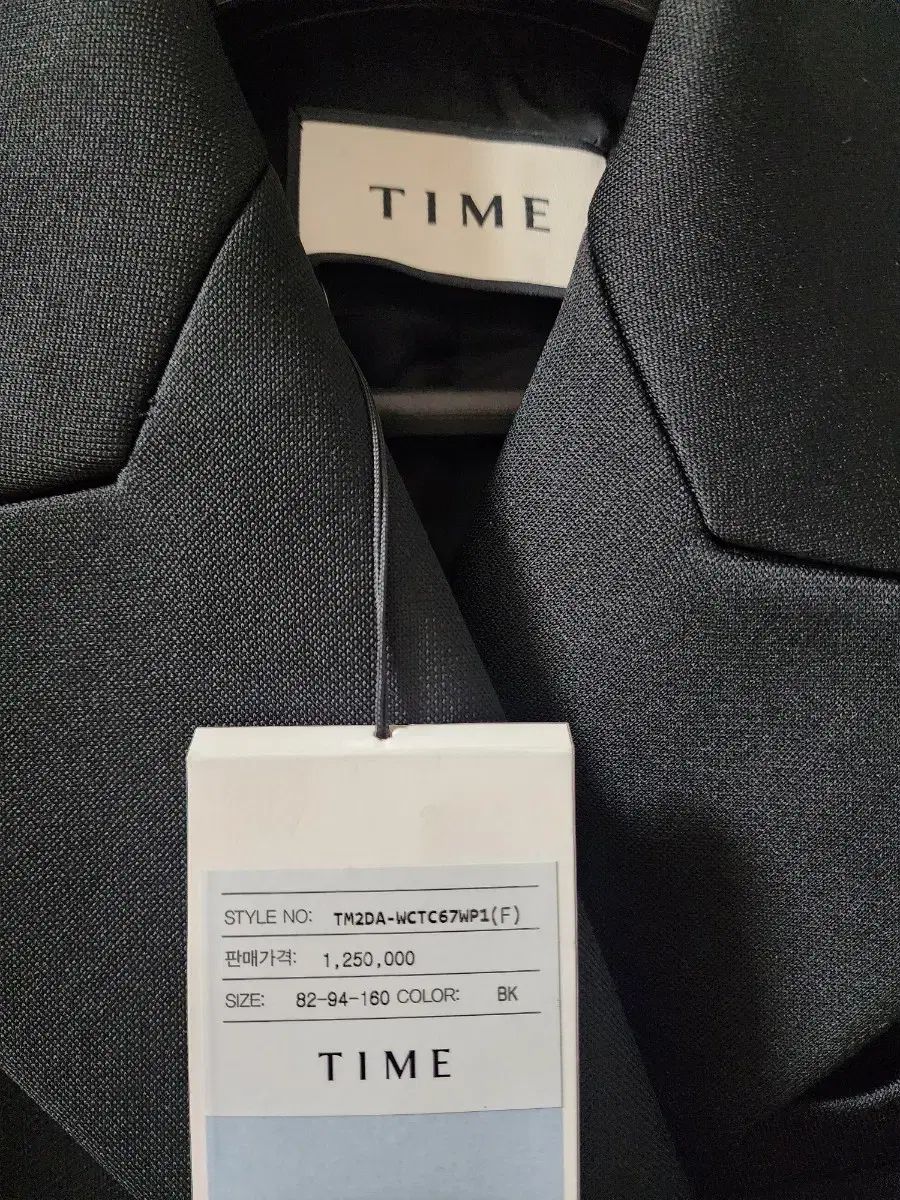 TIME
STYLE NO: TM2DA-WCTC67WP1(F)
판매가격: 1,250,000
SIZE: 82-94-160 COLOR: BK
TIME